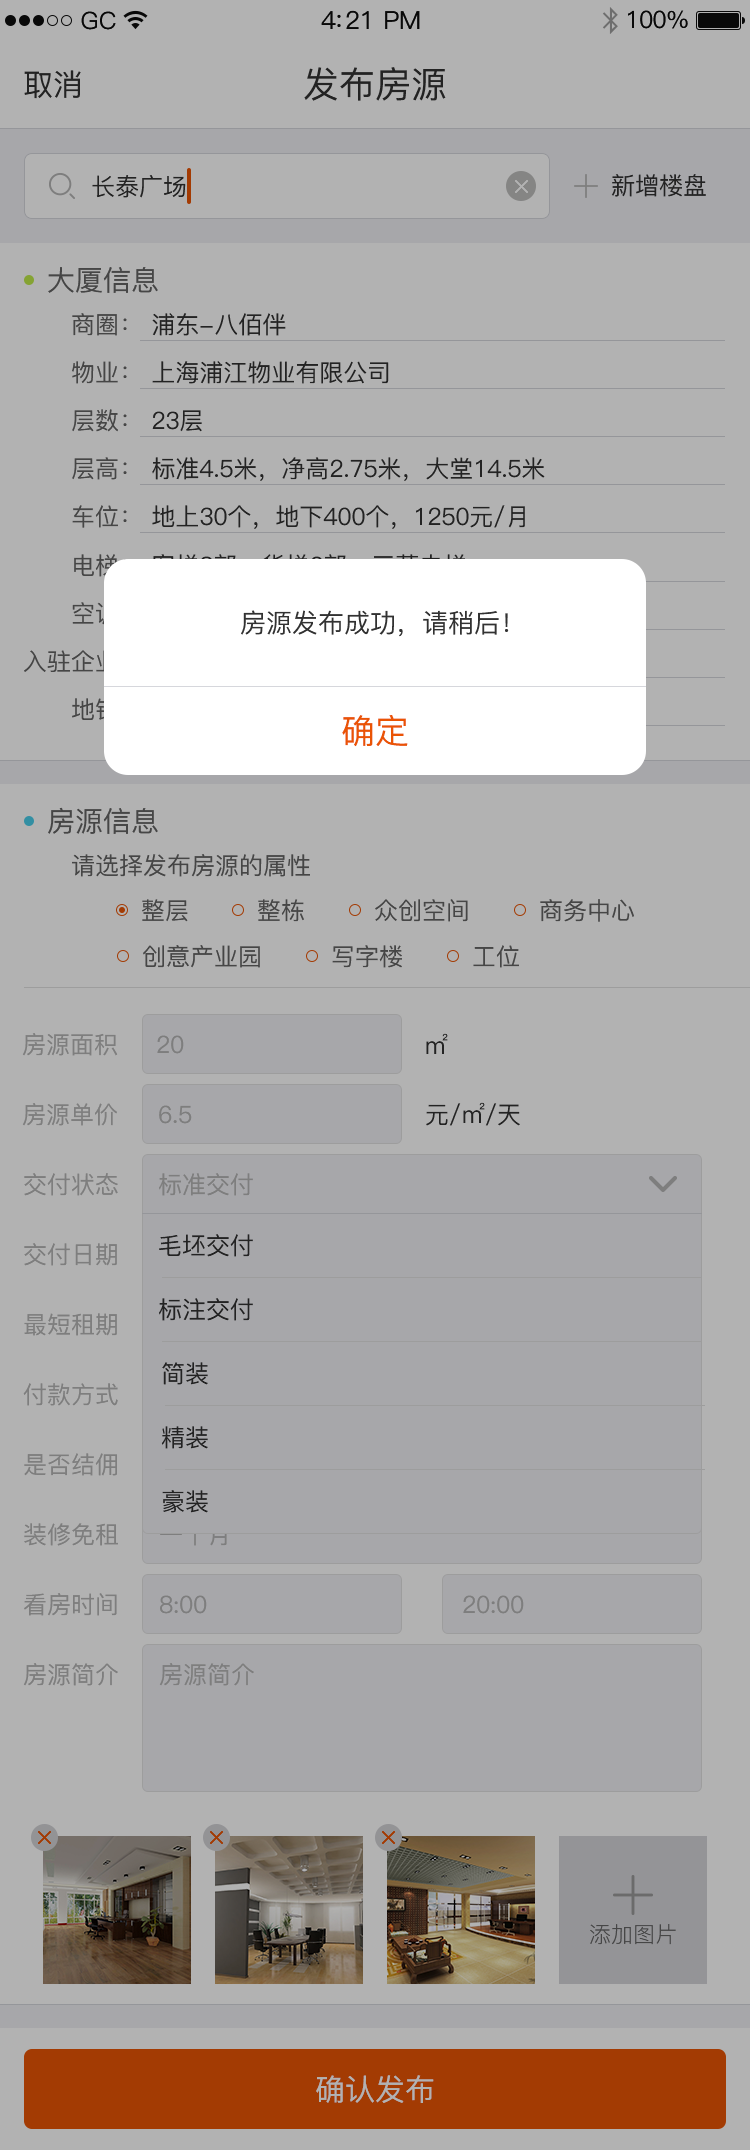 GC 4:21 PM 100%
取消 发布房源
长泰广场 新增楼盘
大厦信息
商圈： 浦东-八佰伴
物业： 上海浦江物业有限公司
层数： 23层
层高： 标准4.5米，净高2.75米，大堂14.5米
车位： 地上30个，地下400个，1250元/月
电梯
空调
入驻企业
地铁
房源发布成功，请稍后！
确定
房源信息
请选择发布房源的属性
整层 整栋 众创空间 商务中心
创意产业园 写字楼 工位
房源面积 20 ㎡
房源单价 6.5 元/㎡/天
交付状态 标准交付
毛坯交付
交付日期
标注交付
最短租期
简装
付款方式
精装
是否结佣
豪装
装修免租 一个月
看房时间 8:00 20:00
房源简介 房源简介
添加图片
确认发布